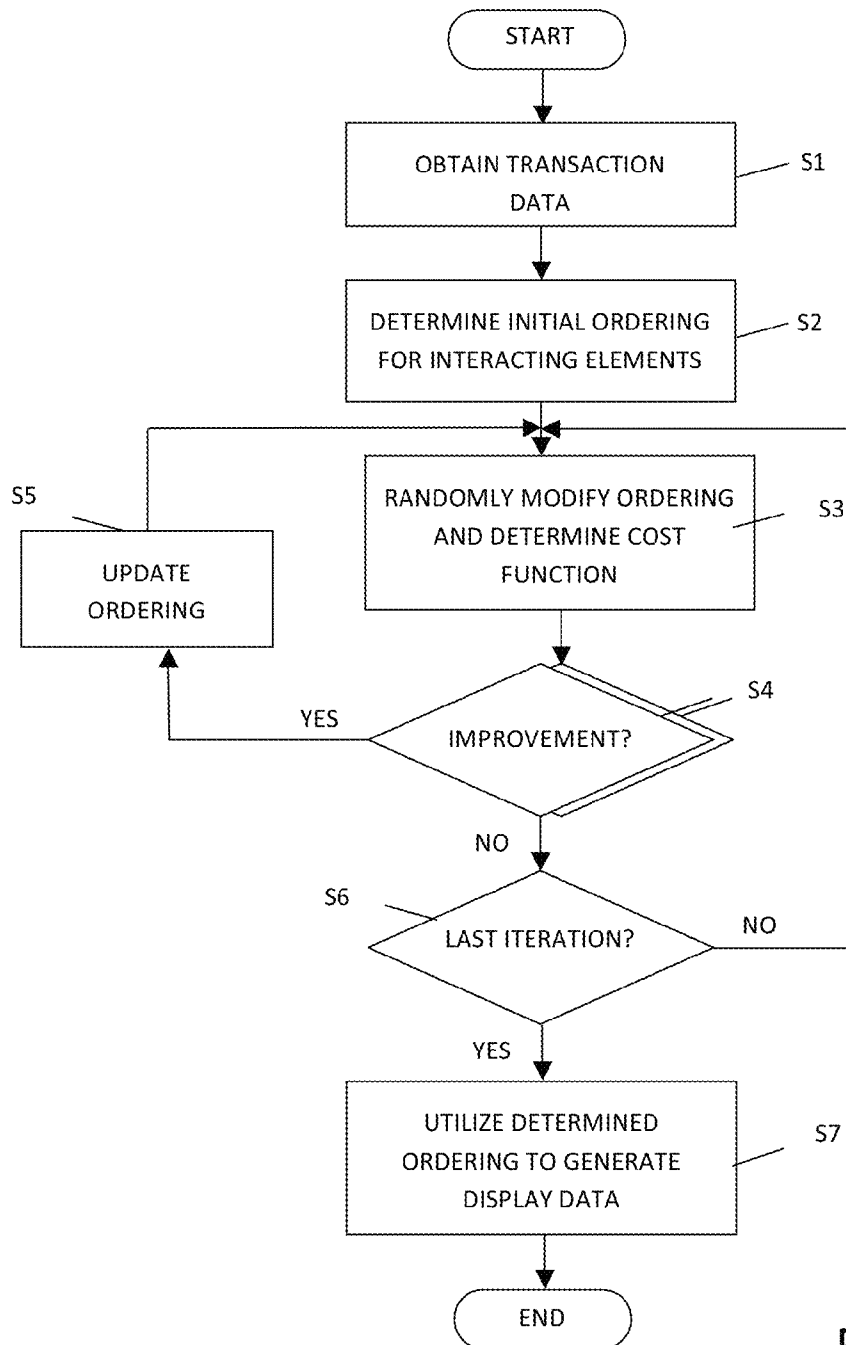 START
OBTAIN TRANSACTION
DATA
S1
DETERMINE INITIAL ORDERING
FOR INTERACTING ELEMENTS
S2
S5
UPDATE
ORDERING
RANDOMLY MODIFY ORDERING
AND DETERMINE COST
FUNCTION
S3
YES
IMPROVEMENT?
S4
NO
S6
LAST ITERATION?
NO
YES
UTILIZE DETERMINED
ORDERING TO GENERATE
DISPLAY DATA
S7
END